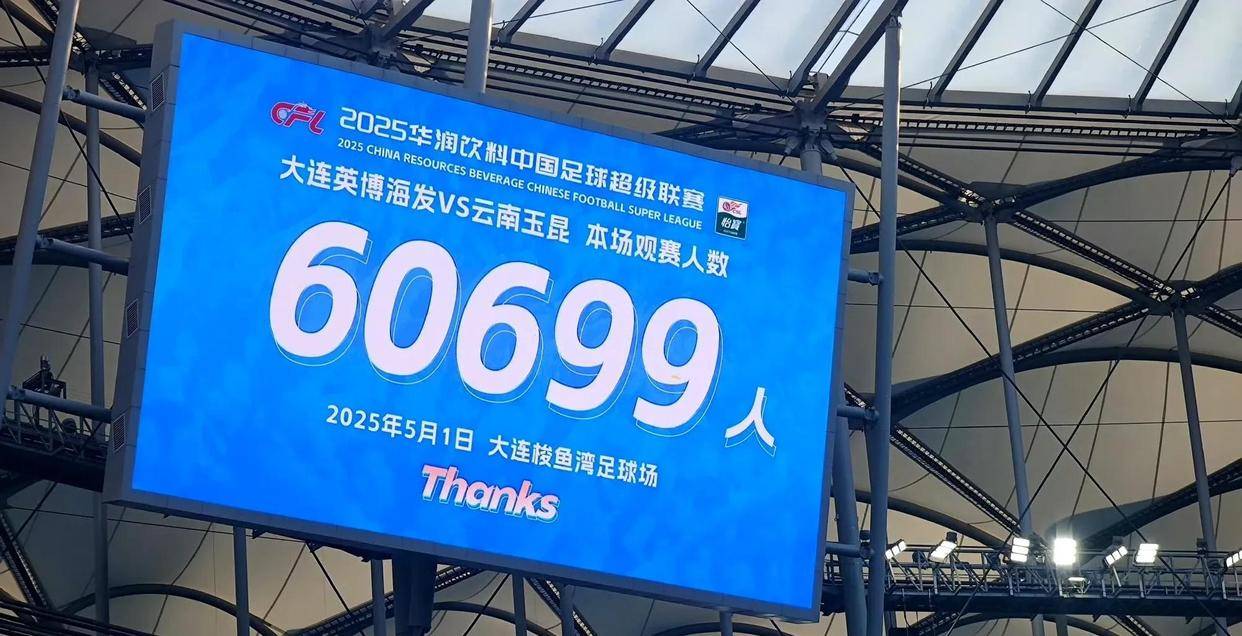 CFL
2025华润饮料中国足球超级联赛
2025 CHINA RESOURCES BEVERAGE CHINESE FOOTBALL SUPER LEAGUE
怡寶
大连英博海发VS云南玉昆 本场观赛人数
60699人
2025年5月1日 大连梭鱼湾足球场
Thanks